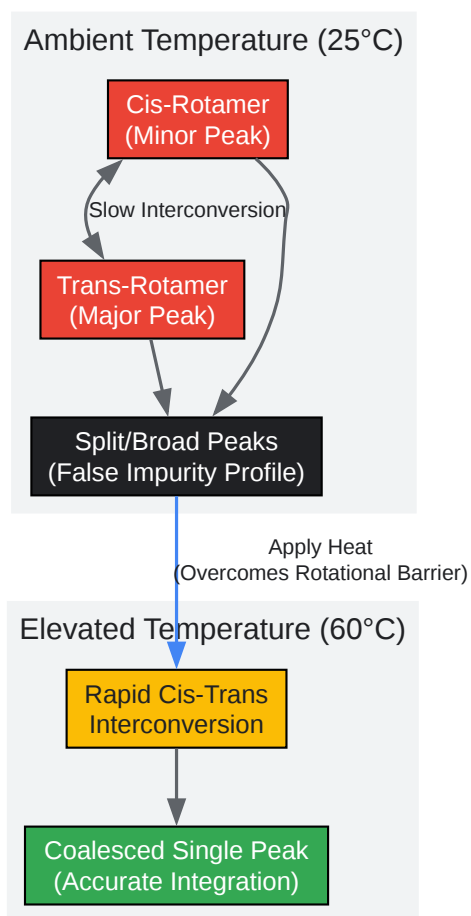 Ambient Temperature (25°C)
Cis-Rotamer
(Minor Peak)
Slow Interconversion
Trans-Rotamer
(Major Peak)
Split/Broad Peaks
(False Impurity Profile)
Apply Heat
(Overcomes Rotational Barrier)
Elevated Temperature (60°C)
Rapid Cis-Trans
Interconversion
Coalesced Single Peak
(Accurate Integration)